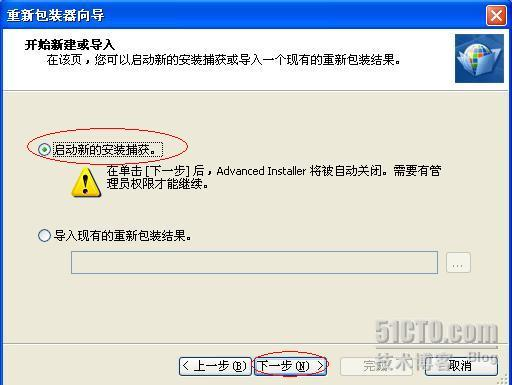 重新包装器向导
开始新建或导入
在该页，您可以启动新的安装捕获或导入一个现有的重新包装结果。
启动新的安装捕获。
在单击 [下一步] 后，Advanced Installer 将被自动关闭。需要有管
理员权限才能继续。
导入现有的重新包装结果。
...
51CTO.com
技术博客 Blog
< 上一步(B) 下一步(N) > 完成 取消